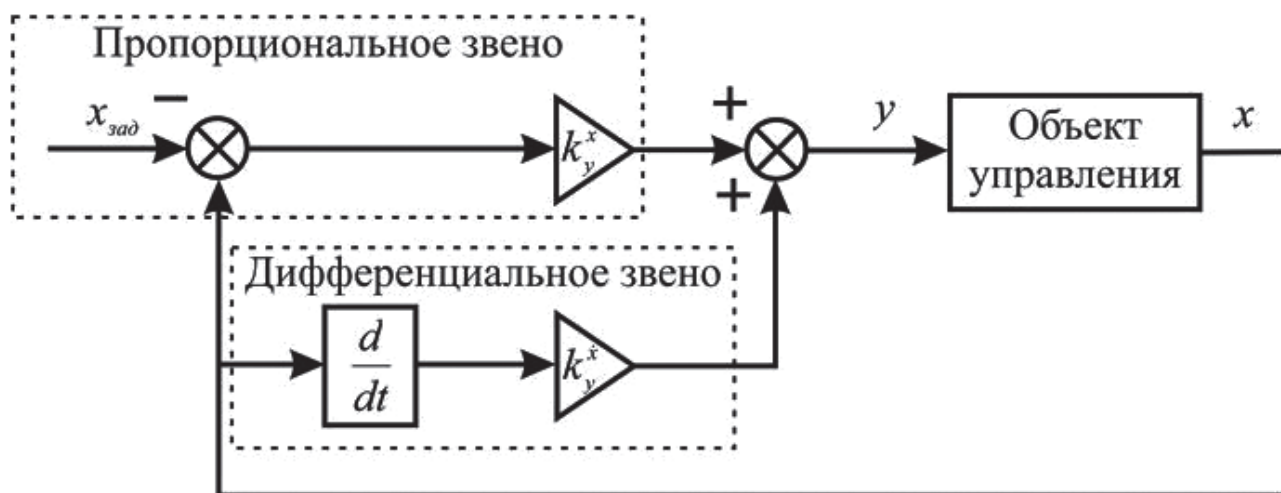 Пропорциональное звено
x_зад
−
k_y^x
+
+
y
Объект
управления
x
Дифференциальное звено
d
dt
k_y^ẋ